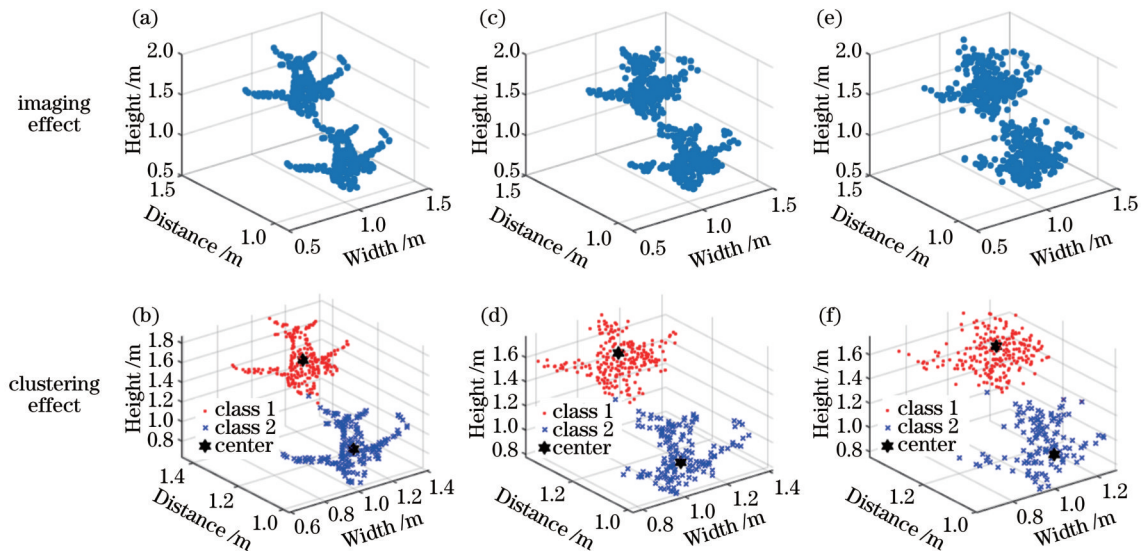 imaging
effect
(a)
Height /m
2.0
1.5
1.0
0.5
1.5
1.0
Distance /m
0.5
1.0
1.5
Width /m
(c)
Height /m
2.0
1.5
1.0
0.5
1.5
1.0
Distance /m
0.5
1.0
1.5
Width /m
(e)
Height /m
2.0
1.5
1.0
0.5
1.5
1.0
Distance /m
0.5
1.0
1.5
Width /m
clustering
effect
(b)
Height /m
1.8
1.6
1.4
1.2
1.0
0.8
class 1
class 2
center
1.4
1.2
1.0
Distance /m
0.6
0.8
1.0
1.2
1.4
Width /m
(d)
Height /m
1.6
1.4
1.2
1.0
0.8
class 1
class 2
center
1.2
1.0
Distance /m
0.8
1.0
1.2
1.4
Width /m
(f)
Height /m
1.6
1.4
1.2
1.0
0.8
class 1
class 2
center
1.2
1.0
Distance /m
0.8
1.0
1.2
Width /m